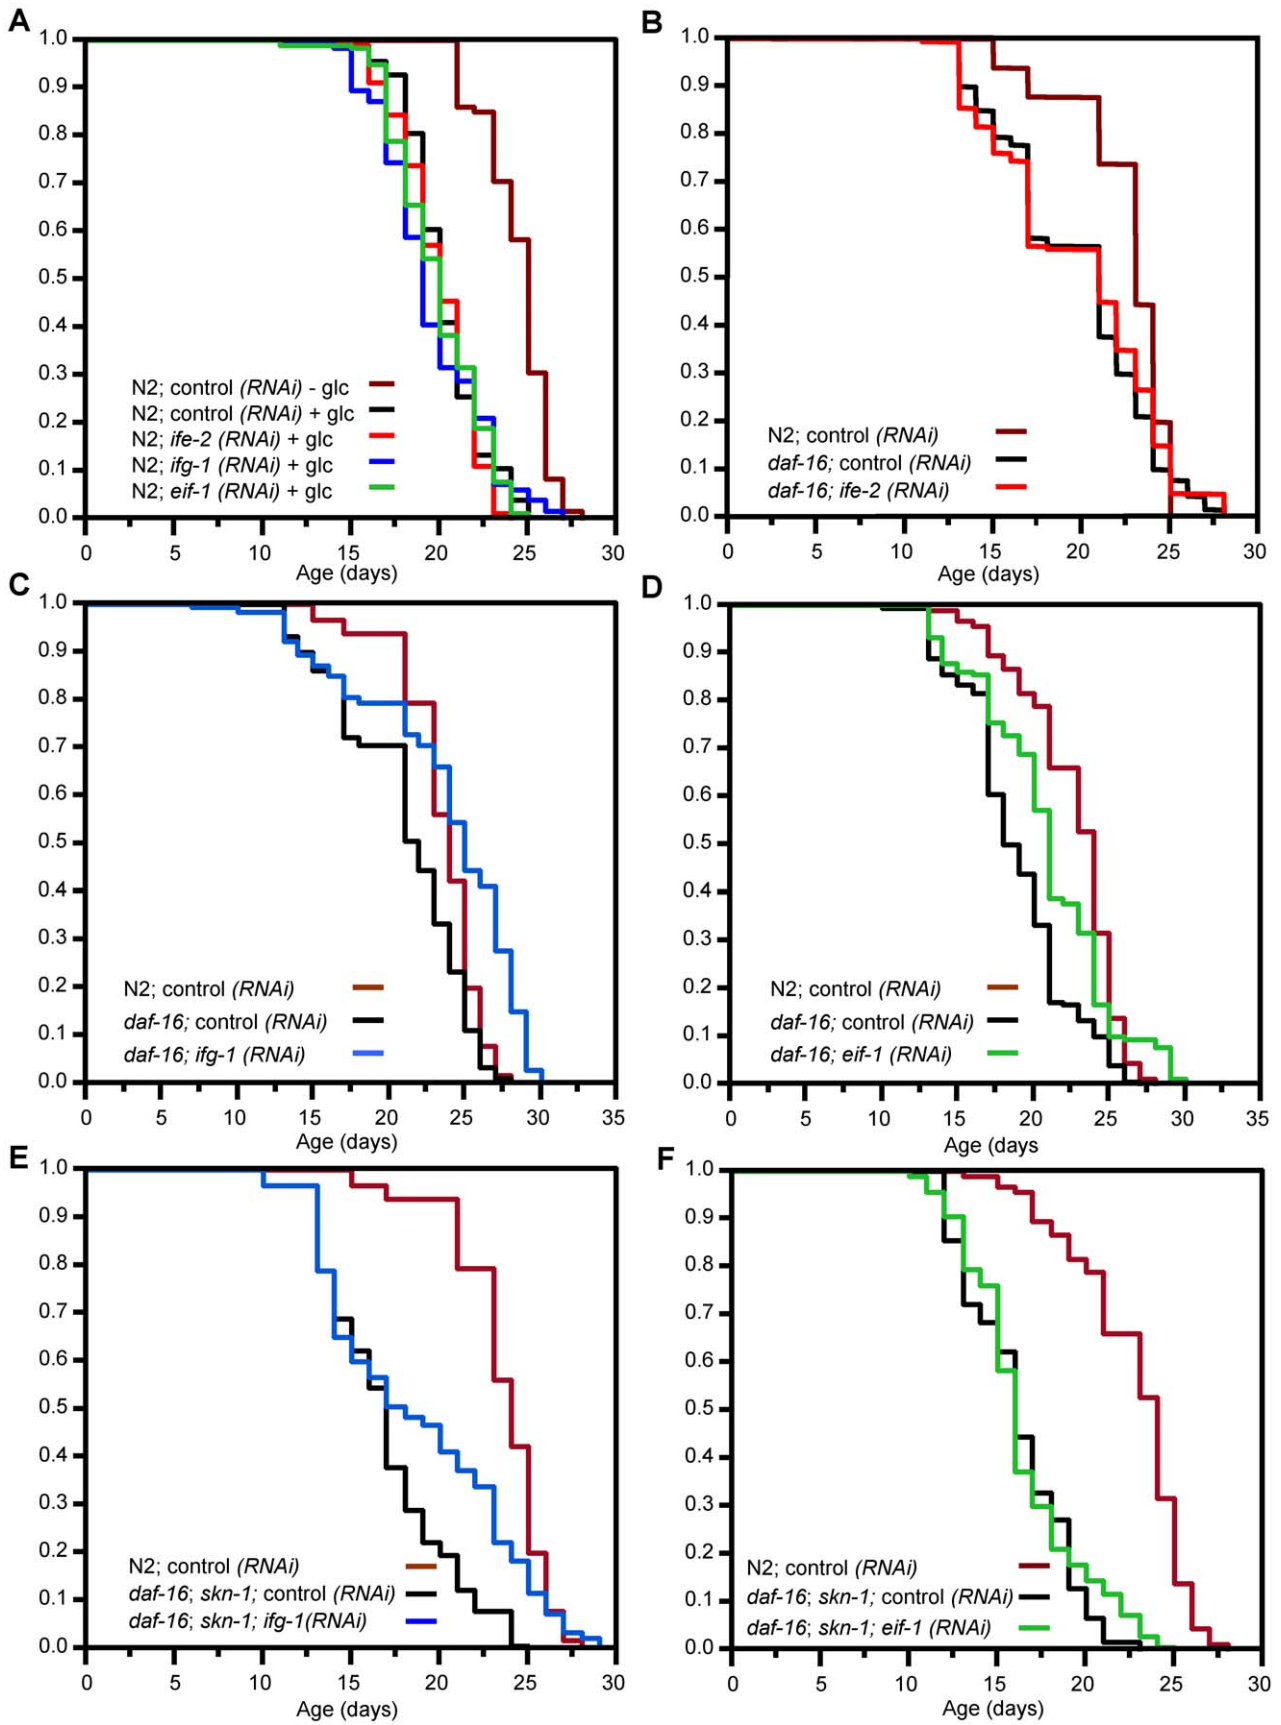 A
1.0
0.9
0.8
0.7
0.6
0.5
0.4
0.3
0.2
0.1
0.0
N2; control (RNAi) - glc
N2; control (RNAi) + glc
N2; ife-2 (RNAi) + glc
N2; ifg-1 (RNAi) + glc
N2; eif-1 (RNAi) + glc
0 5 10 15 20 25 30
Age (days)
B
1.0
0.9
0.8
0.7
0.6
0.5
0.4
0.3
0.2
0.1
0.0
N2; control (RNAi)
daf-16; control (RNAi)
daf-16; ife-2 (RNAi)
0 5 10 15 20 25 30
Age (days)
C
1.0
0.9
0.8
0.7
0.6
0.5
0.4
0.3
0.2
0.1
0.0
N2; control (RNAi)
daf-16; control (RNAi)
daf-16; ifg-1 (RNAi)
0 5 10 15 20 25 30 35
Age (days)
D
1.0
0.9
0.8
0.7
0.6
0.5
0.4
0.3
0.2
0.1
0.0
N2; control (RNAi)
daf-16; control (RNAi)
daf-16; eif-1 (RNAi)
0 5 10 15 20 25 30 35
Age (days
E
1.0
0.9
0.8
0.7
0.6
0.5
0.4
0.3
0.2
0.1
0.0
N2; control (RNAi)
daf-16; skn-1; control (RNAi)
daf-16; skn-1; ifg-1(RNAi)
0 5 10 15 20 25 30
Age (days)
F
1.0
0.9
0.8
0.7
0.6
0.5
0.4
0.3
0.2
0.1
0.0
N2; control (RNAi)
daf-16; skn-1; control (RNAi)
daf-16; skn-1; eif-1 (RNAi)
0 5 10 15 20 25 30
Age (days)